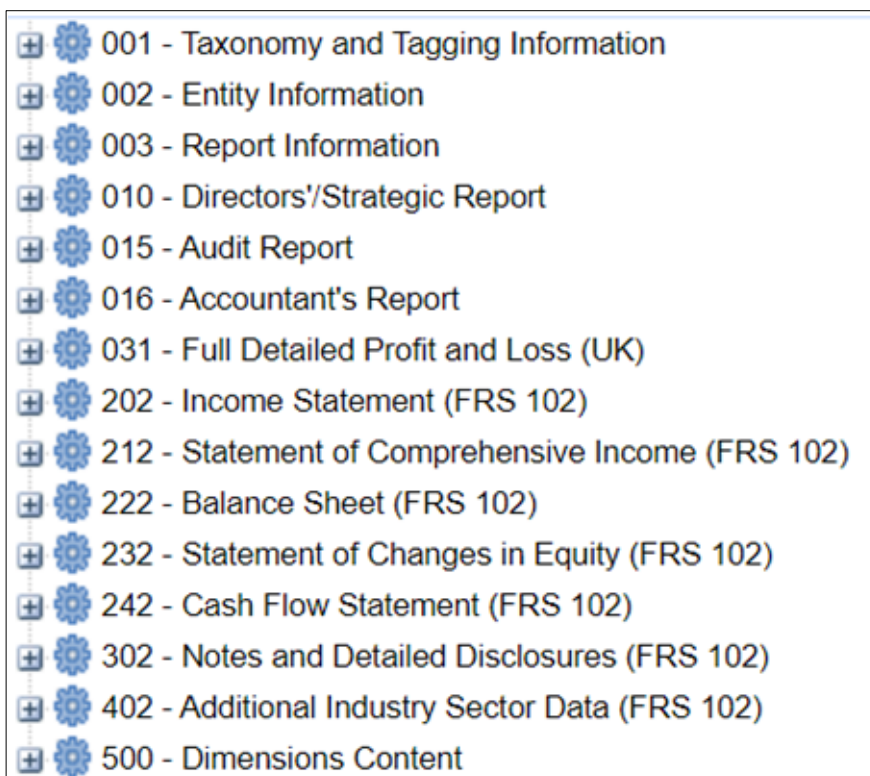 001 - Taxonomy and Tagging Information
002 - Entity Information
003 - Report Information
010 - Directors'/Strategic Report
015 - Audit Report
016 - Accountant's Report
031 - Full Detailed Profit and Loss (UK)
202 - Income Statement (FRS 102)
212 - Statement of Comprehensive Income (FRS 102)
222 - Balance Sheet (FRS 102)
232 - Statement of Changes in Equity (FRS 102)
242 - Cash Flow Statement (FRS 102)
302 - Notes and Detailed Disclosures (FRS 102)
402 - Additional Industry Sector Data (FRS 102)
500 - Dimensions Content